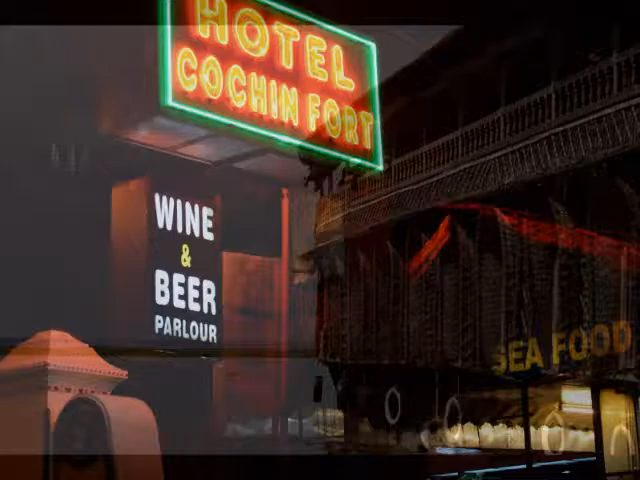 HOTEL
COCHIN FORT
WINE
&
BEER
PARLOUR
SEA FOOD